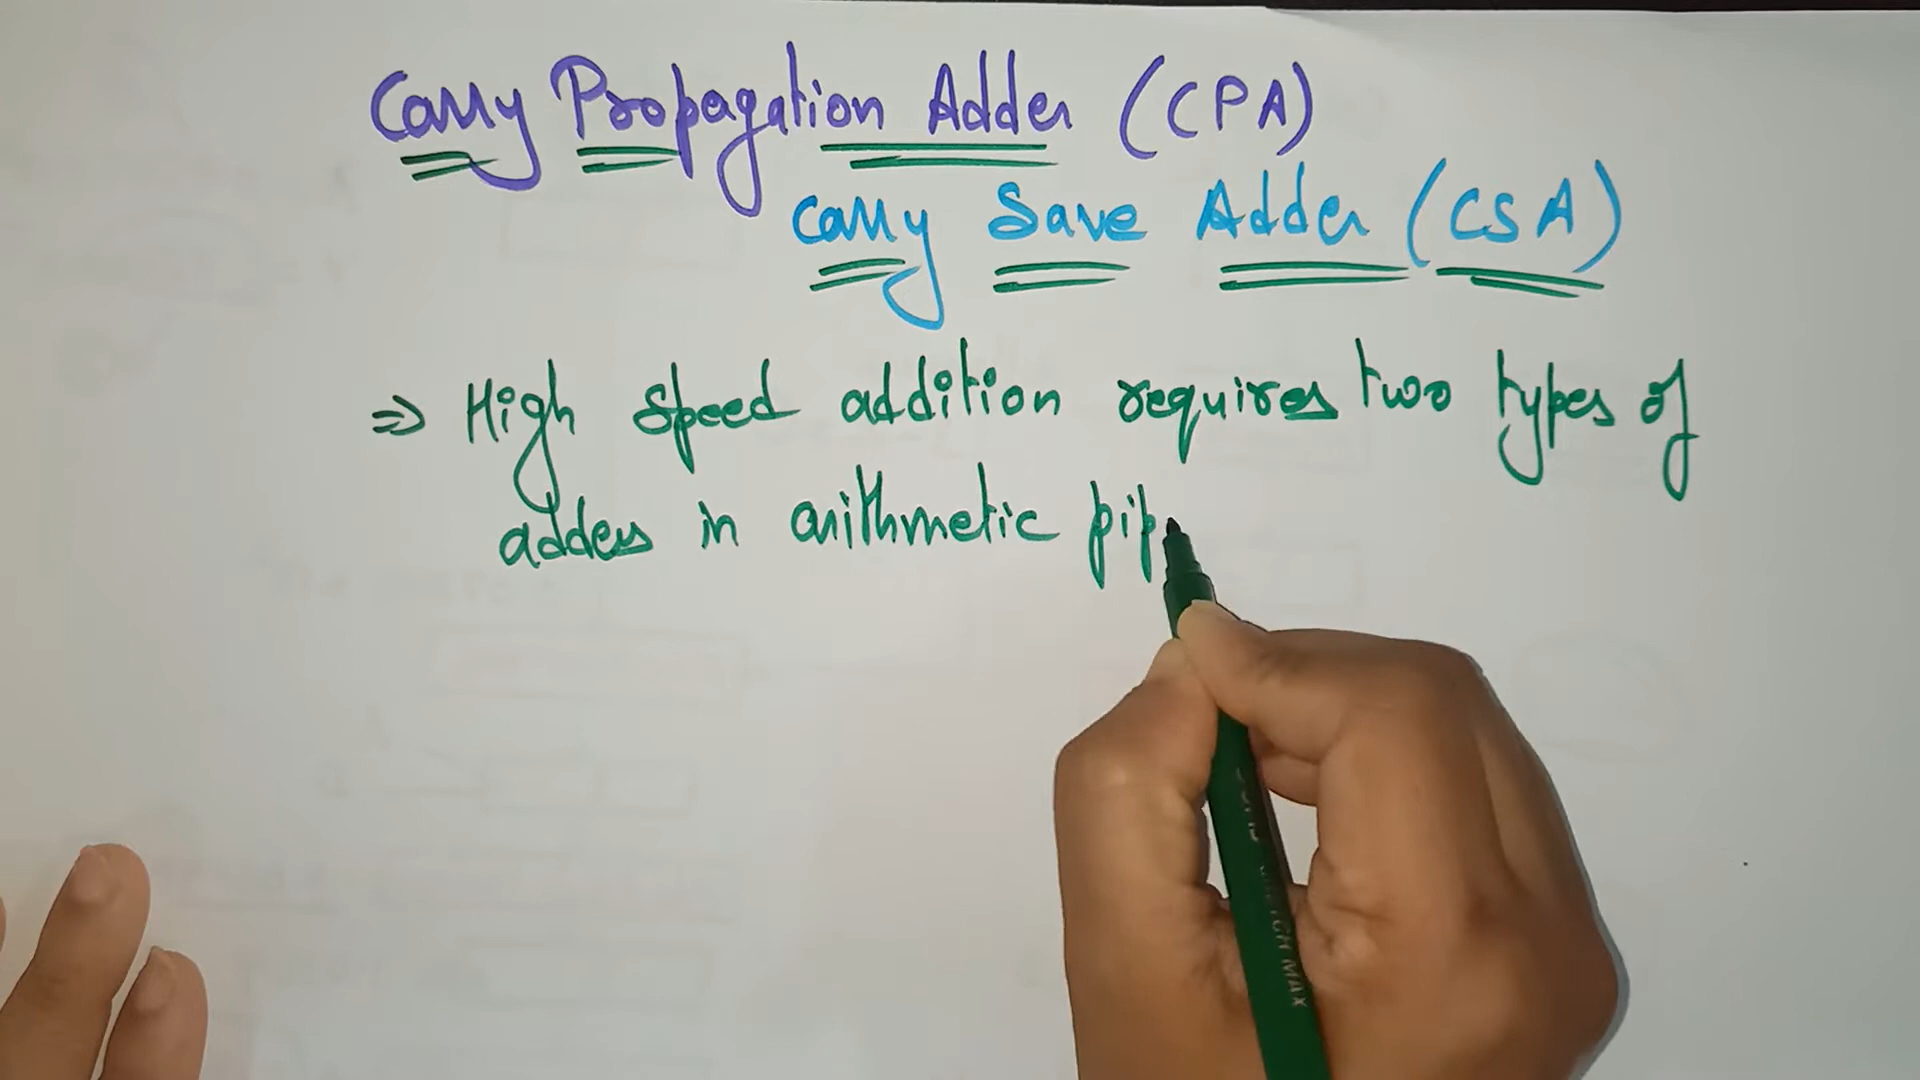 Carry Propagation Adder (CPA)
Carry Save Adder (CSA)
⇒ High speed addition requires two types of
adders in arithmetic pip